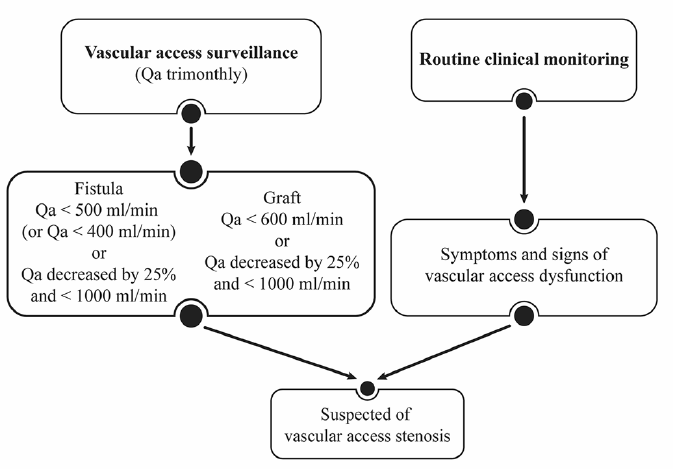 Vascular access surveillance
(Qa trimonthly)
Routine clinical monitoring
Fistula
Qa < 500 ml/min
(or Qa < 400 ml/min)
or
Qa decreased by 25%
and < 1000 ml/min
Graft
Qa < 600 ml/min
or
Qa decreased by 25%
and < 1000 ml/min
Symptoms and signs of
vascular access dysfunction
Suspected of
vascular access stenosis